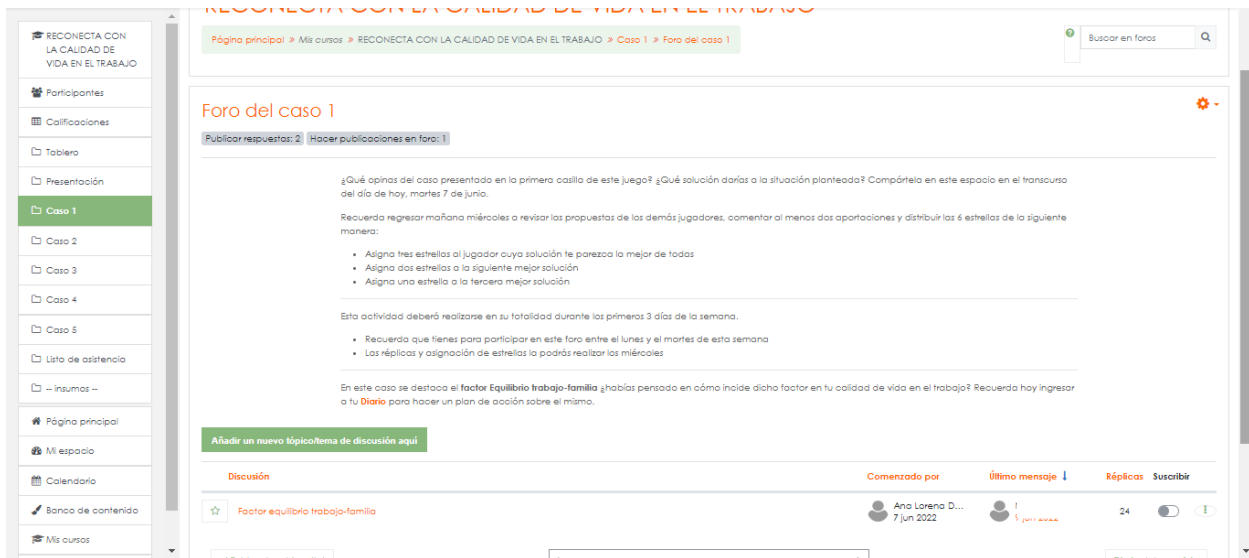 RECONECTA CON LA CALIDAD DE VIDA EN EL TRABAJO
RECONECTA CON
LA CALIDAD DE
VIDA EN EL TRABAJO
Participantes
Calificaciones
Tablero
Presentación
Caso 1
Caso 2
Caso 3
Caso 4
Caso 5
Lista de asistencia
-- insumos --
Página principal
Mi espacio
Calendario
Banco de contenido
Mis cursos
Página principal » Mis cursos » RECONECTA CON LA CALIDAD DE VIDA EN EL TRABAJO » Caso 1 » Foro del caso 1
Buscar en foros
Foro del caso 1
Publicar respuestas: 2 Hacer publicaciones en foro: 1
¿Qué opinas del caso presentado en la primera casilla de este juego? ¿Qué solución darías a la situación planteada? Compártela en este espacio en el transcurso
del día de hoy, martes 7 de junio.
Recuerda regresar mañana miércoles a revisar las propuestas de los demás jugadores, comentar al menos dos aportaciones y distribuir las 6 estrellas de la siguiente
manera:
• Asigna tres estrellas al jugador cuya solución te parezca la mejor de todas
• Asigna dos estrellas a la siguiente mejor solución
• Asigna una estrella a la tercera mejor solución
Esta actividad deberá realizarse en su totalidad durante los primeros 3 días de la semana.
• Recuerda que tienes para participar en este foro entre el lunes y el martes de esta semana
• Las réplicas y asignación de estrellas la podrás realizar los miércoles
En este caso se destaca el factor Equilibrio trabajo-familia ¿habías pensado en cómo incide dicho factor en tu calidad de vida en el trabajo? Recuerda hoy ingresar
a tu Diario para hacer un plan de acción sobre el mismo.
Añadir un nuevo tópico/tema de discusión aquí
Discusión Comenzado por Último mensaje Réplicas Suscribir
Factor equilibrio trabajo-familia Ana Lorena D... 24
7 jun 2022 9 jun 2022